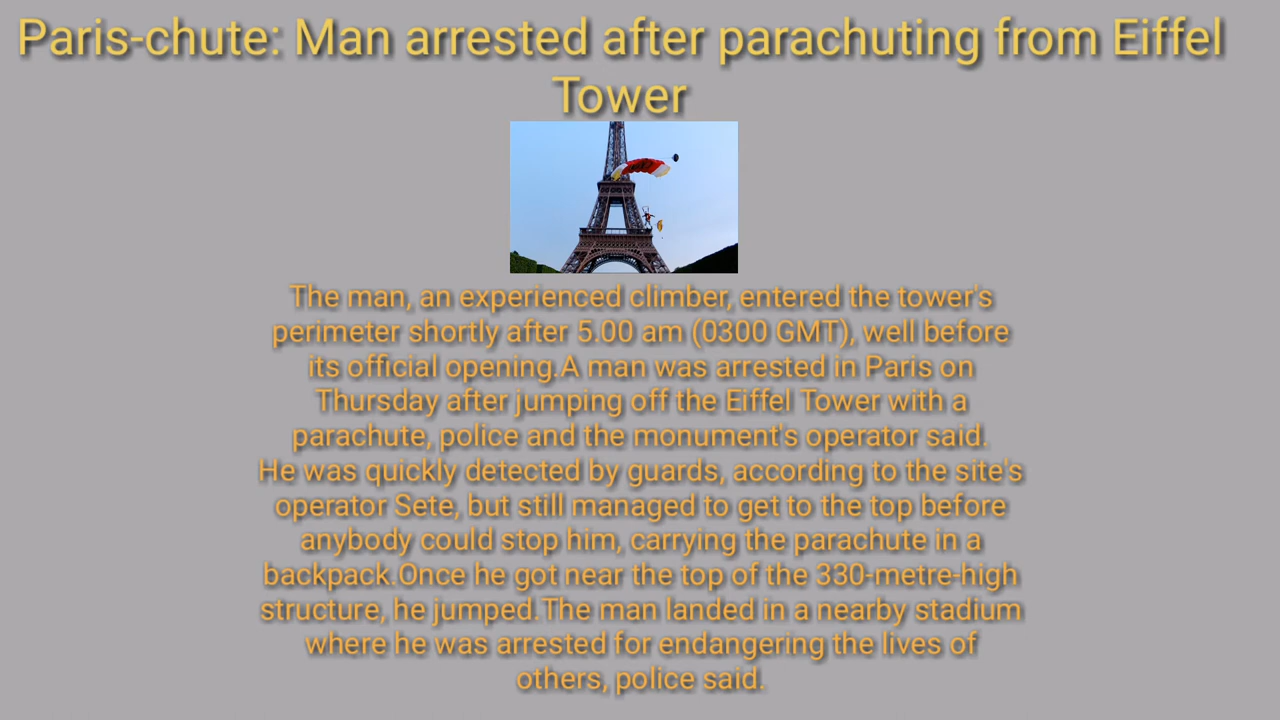 Paris-chute: Man arrested after parachuting from Eiffel
Tower
The man, an experienced climber, entered the tower's
perimeter shortly after 5.00 am (0300 GMT), well before
its official opening.A man was arrested in Paris on
Thursday after jumping off the Eiffel Tower with a
parachute, police and the monument's operator said.
He was quickly detected by guards, according to the site's
operator Sete, but still managed to get to the top before
anybody could stop him, carrying the parachute in a
backpack.Once he got near the top of the 330-metre-high
structure, he jumped.The man landed in a nearby stadium
where he was arrested for endangering the lives of
others, police said.